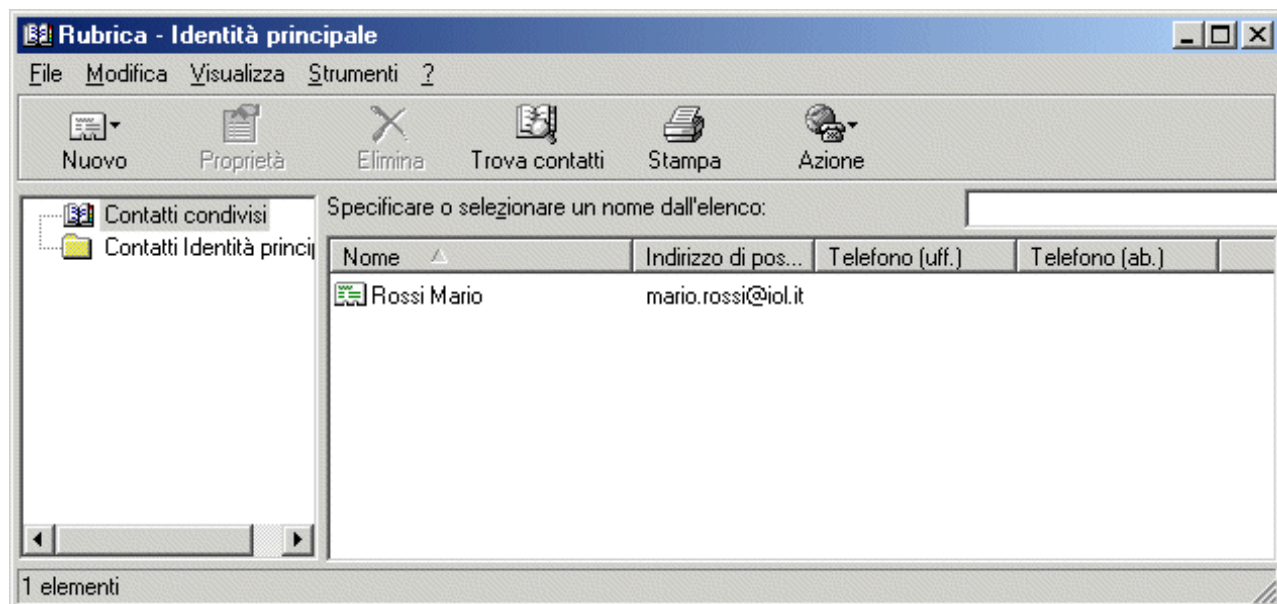 Rubrica - Identità principale
File Modifica Visualizza Strumenti ?
Nuovo Proprietà Elimina Trova contatti Stampa Azione
Contatti condivisi
Contatti Identità princip
Specificare o selezionare un nome dall'elenco:
Nome Indirizzo di pos... Telefono (uff.) Telefono (ab.)
Rossi Mario mario.rossi@iol.it
1 elementi